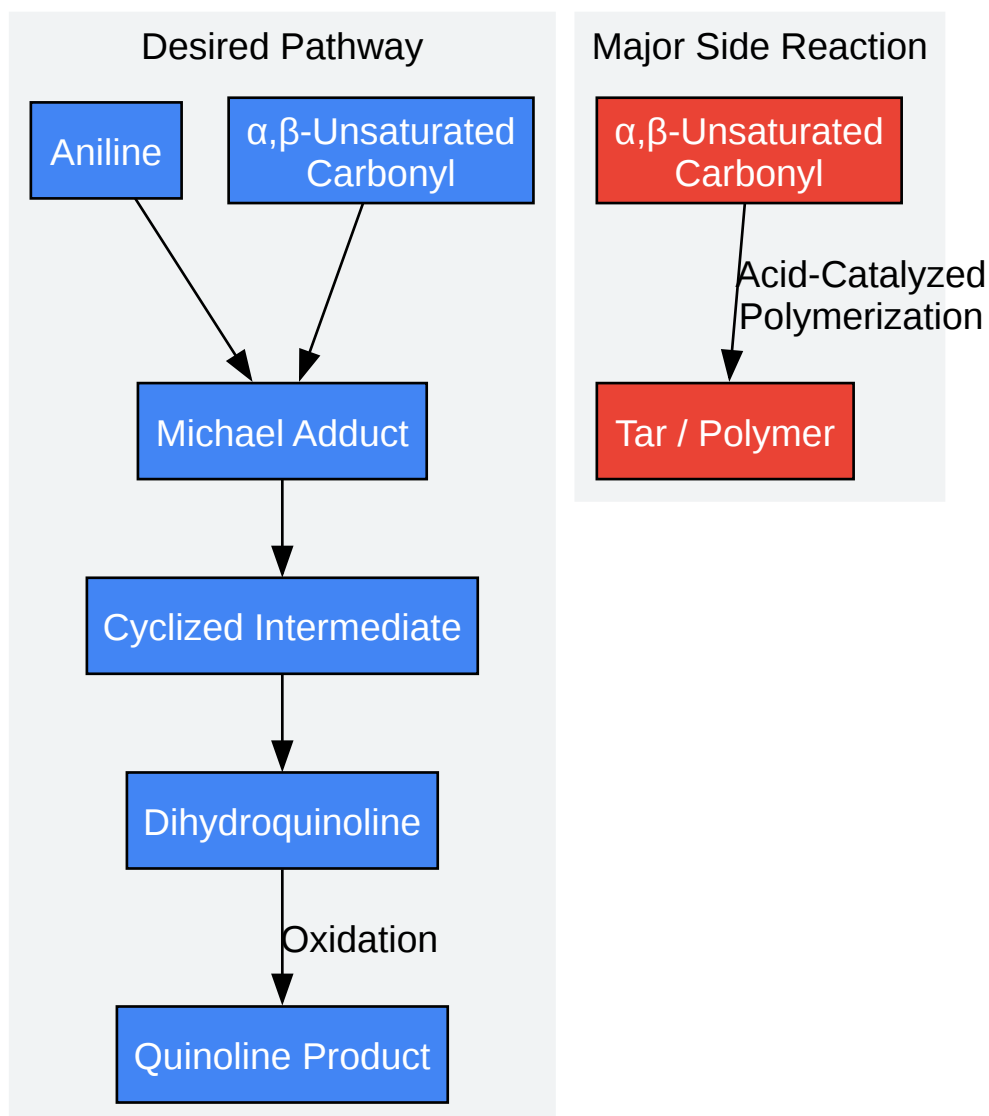 Desired Pathway
Aniline
α,β-Unsaturated
Carbonyl
Michael Adduct
Cyclized Intermediate
Dihydroquinoline
Oxidation
Quinoline Product
Major Side Reaction
α,β-Unsaturated
Carbonyl
Acid-Catalyzed
Polymerization
Tar / Polymer